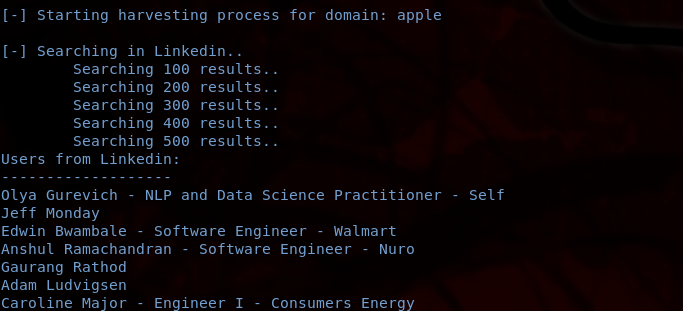 [-] Starting harvesting process for domain: apple
[-] Searching in Linkedin..
Searching 100 results..
Searching 200 results..
Searching 300 results..
Searching 400 results..
Searching 500 results..
Users from Linkedin:
-------------------
Olya Gurevich - NLP and Data Science Practitioner - Self
Jeff Monday
Edwin Bwambale - Software Engineer - Walmart
Anshul Ramachandran - Software Engineer - Nuro
Gaurang Rathod
Adam Ludvigsen
Caroline Major - Engineer I - Consumers Energy